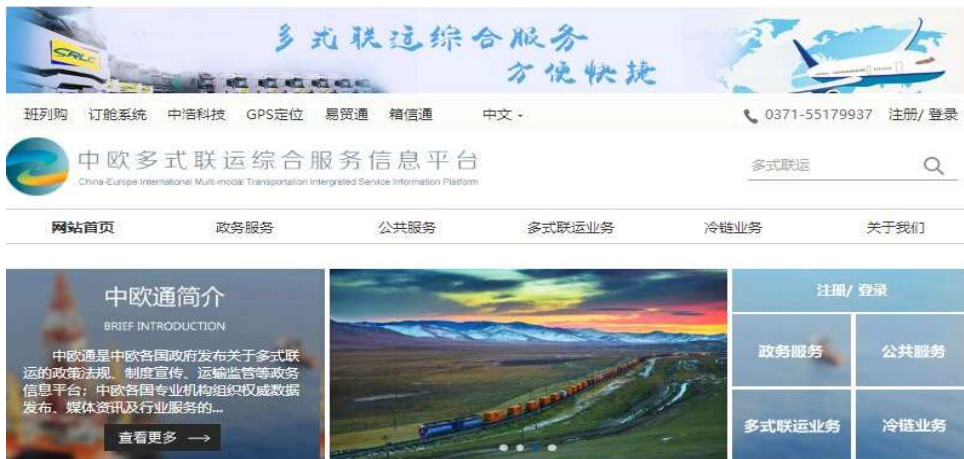 SRLC
多式联运综合服务
方便快捷
班列购 订舱系统 中浩科技 GPS定位 易贸通 箱信通 中文 0371-55179937 注册/ 登录
中欧多式联运综合服务信息平台
China-Europe International Multi-modal Transportation Intergrated Service Information Platform
多式联运
网站首页 政务服务 公共服务 多式联运业务 冷链业务 关于我们
中欧通简介
BRIEF INTRODUCTION
中欧通是中欧各国政府发布关于多式联
运的政策法规、制度宣传、运输监管等政务
信息平台；中欧各国专业机构组织权威数据
发布、媒体资讯及行业服务的...
查看更多
注册/ 登录
政务服务 公共服务
多式联运业务 冷链业务